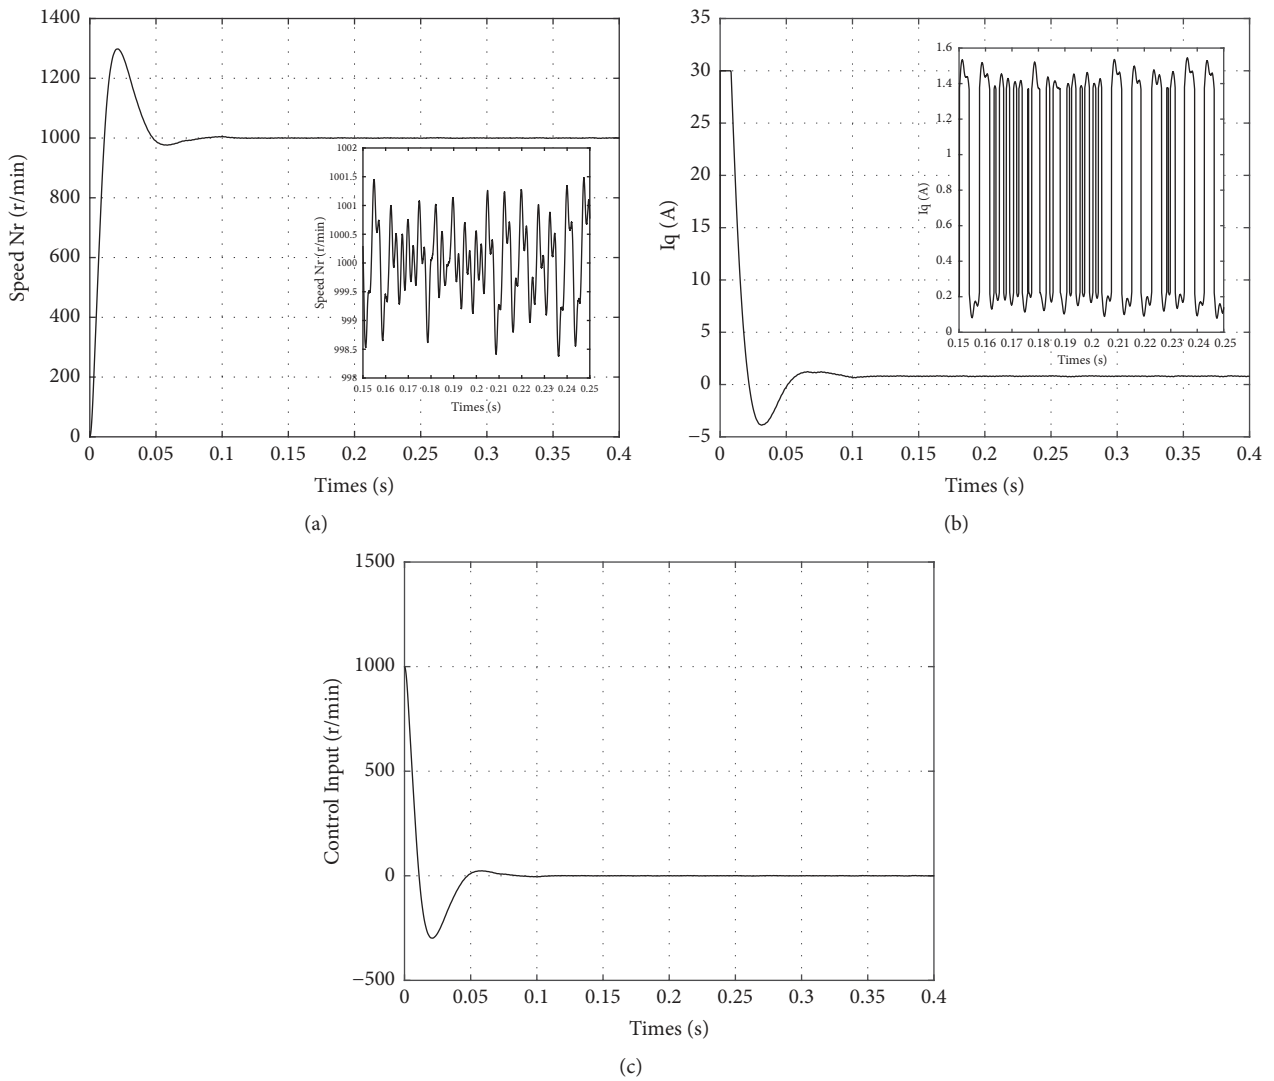 1400
1200
1000
800
600
400
200
0
Speed Nr (r/min)
0 0.05 0.1 0.15 0.2 0.25 0.3 0.35 0.4
Times (s)
1002
1001.5
1001
1000.5
1000
999.5
999
998.5
998
Speed Nr (r/min)
0.15 0.16 0.17 0.18 0.19 0.2 0.21 0.22 0.23 0.24 0.25
Times (s)
(a)
35
30
25
20
15
10
5
0
−5
Iq (A)
0 0.05 0.1 0.15 0.2 0.25 0.3 0.35 0.4
Times (s)
1.6
1.4
1.2
1
0.8
0.6
0.4
0.2
0
Iq (A)
0.15 0.16 0.17 0.18 0.19 0.2 0.21 0.22 0.23 0.24 0.25
Times (s)
(b)
1500
1000
500
0
−500
Control Input (r/min)
0 0.05 0.1 0.15 0.2 0.25 0.3 0.35 0.4
Times (s)
(c)